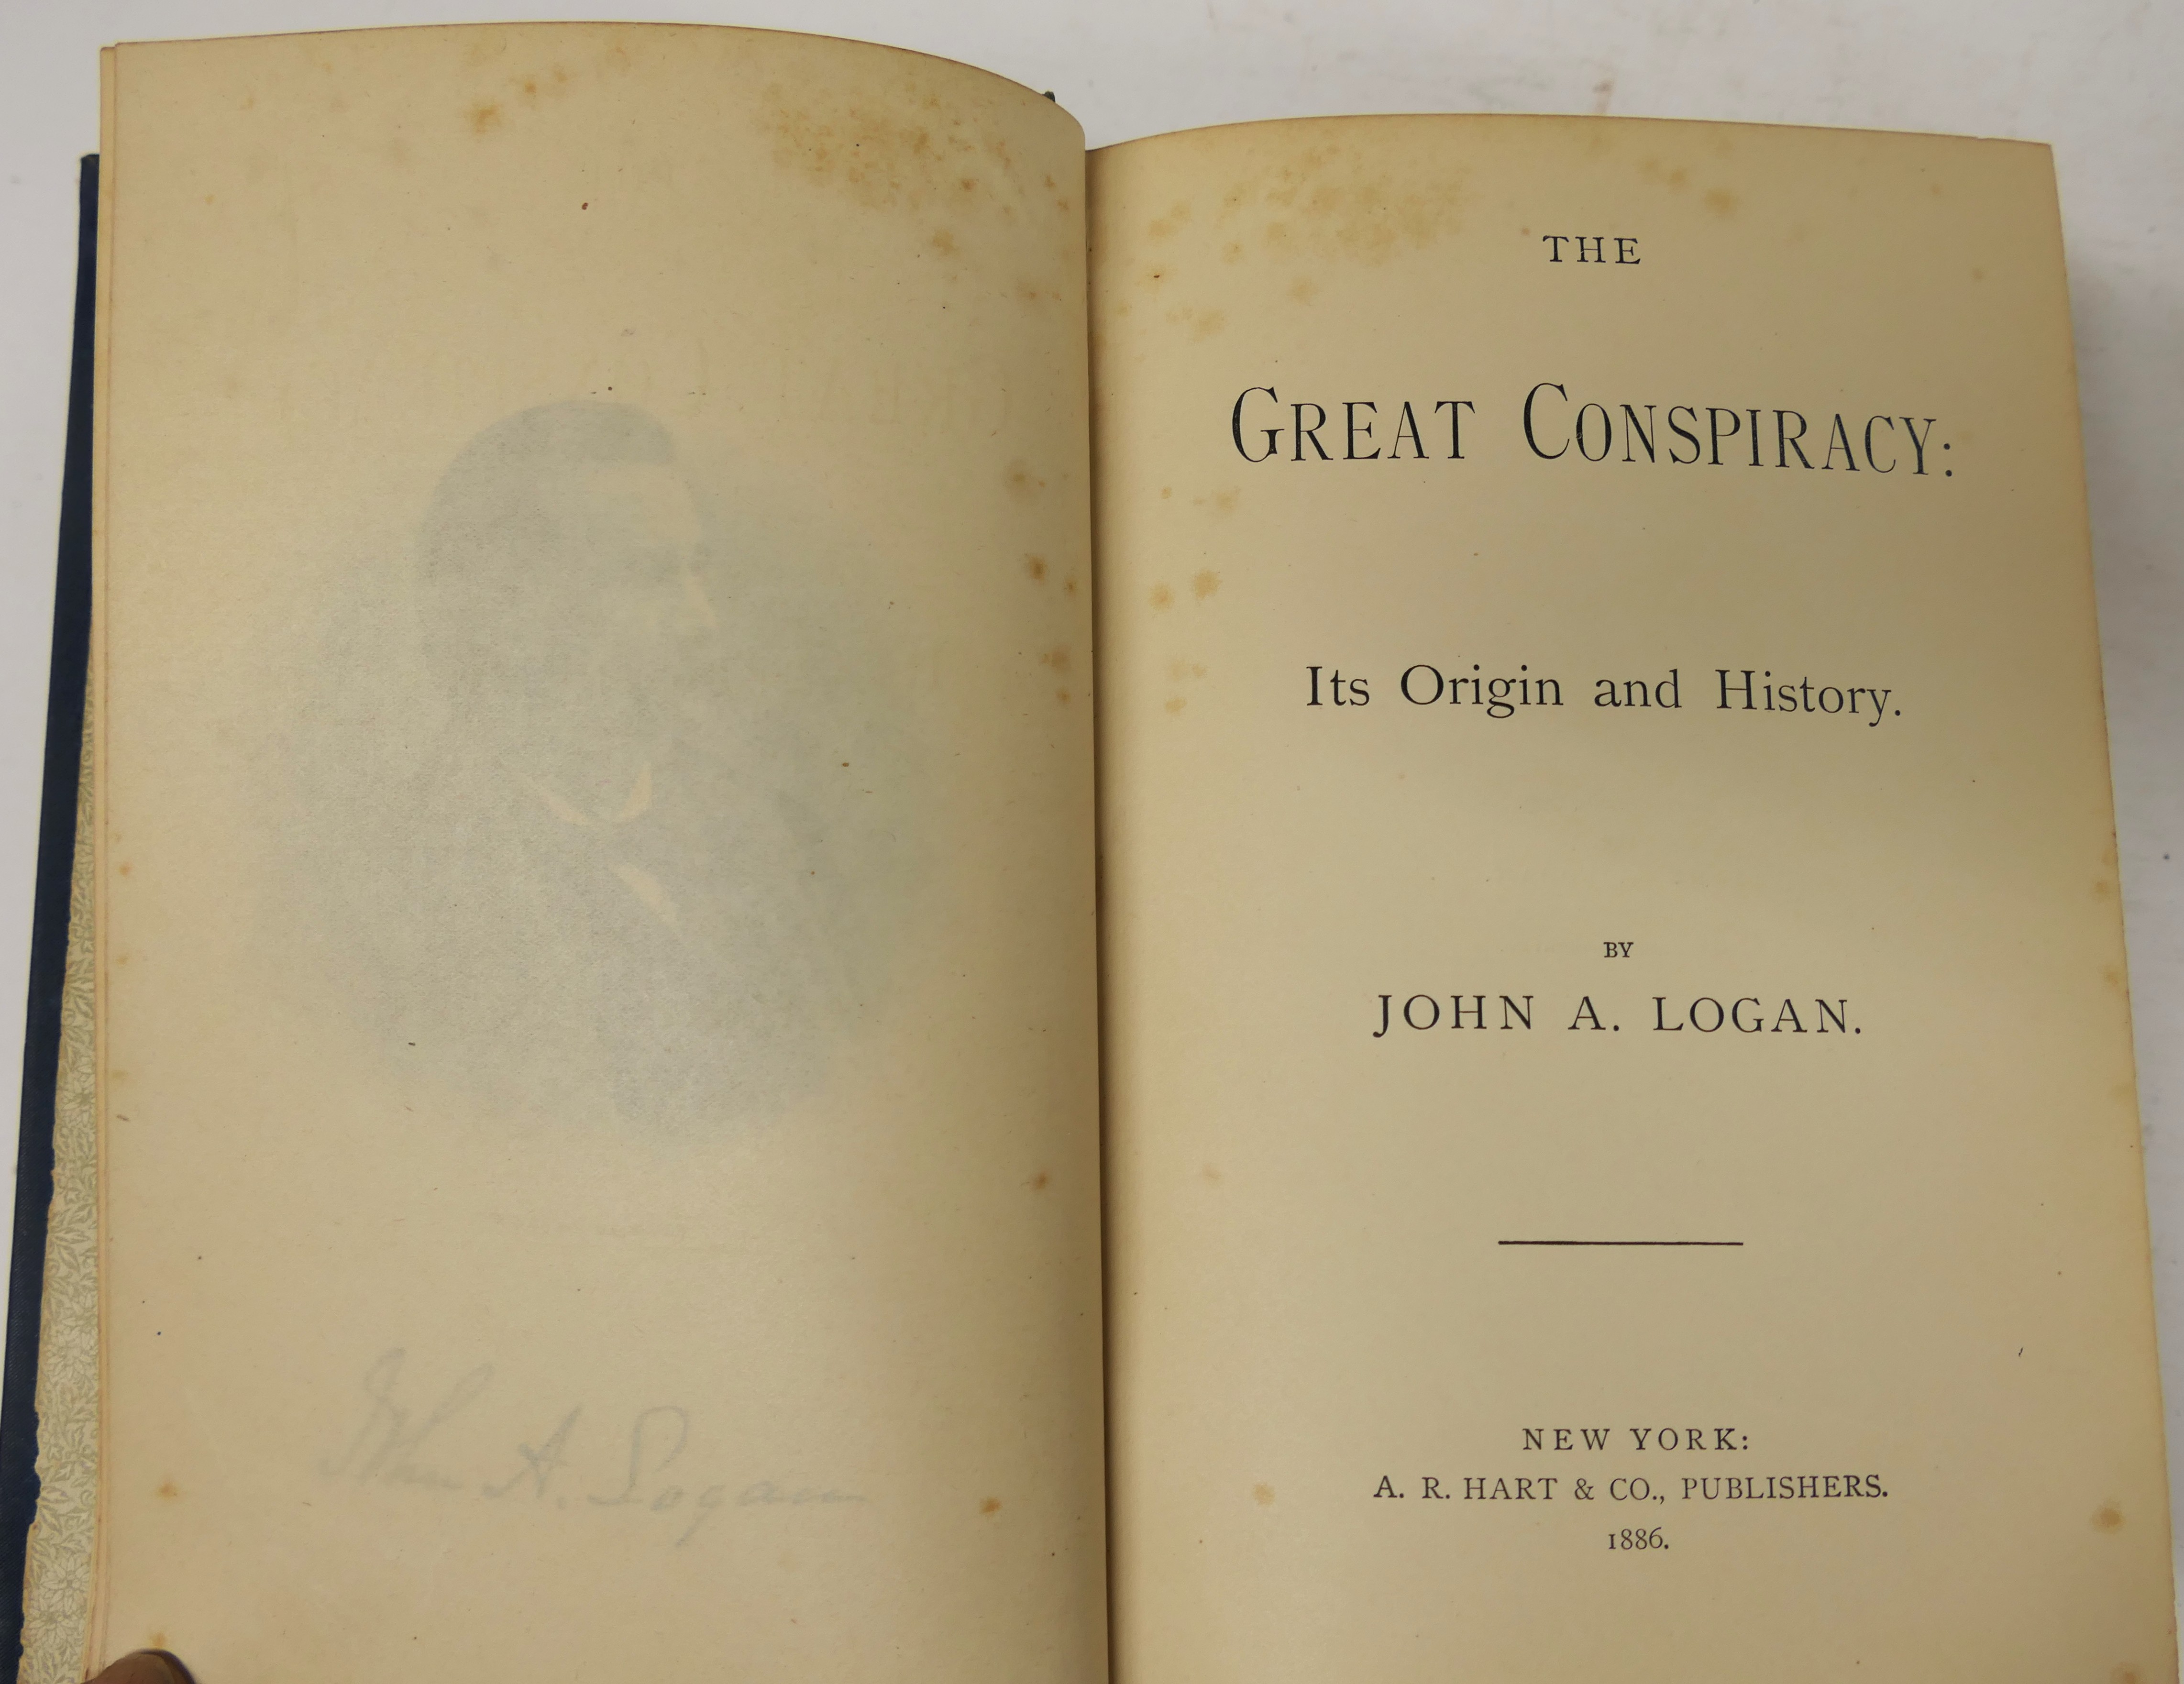 John A. Logan
THE
GREAT CONSPIRACY:
Its Origin and History.
BY
JOHN A. LOGAN.
NEW YORK:
A. R. HART & CO., PUBLISHERS.
1886.